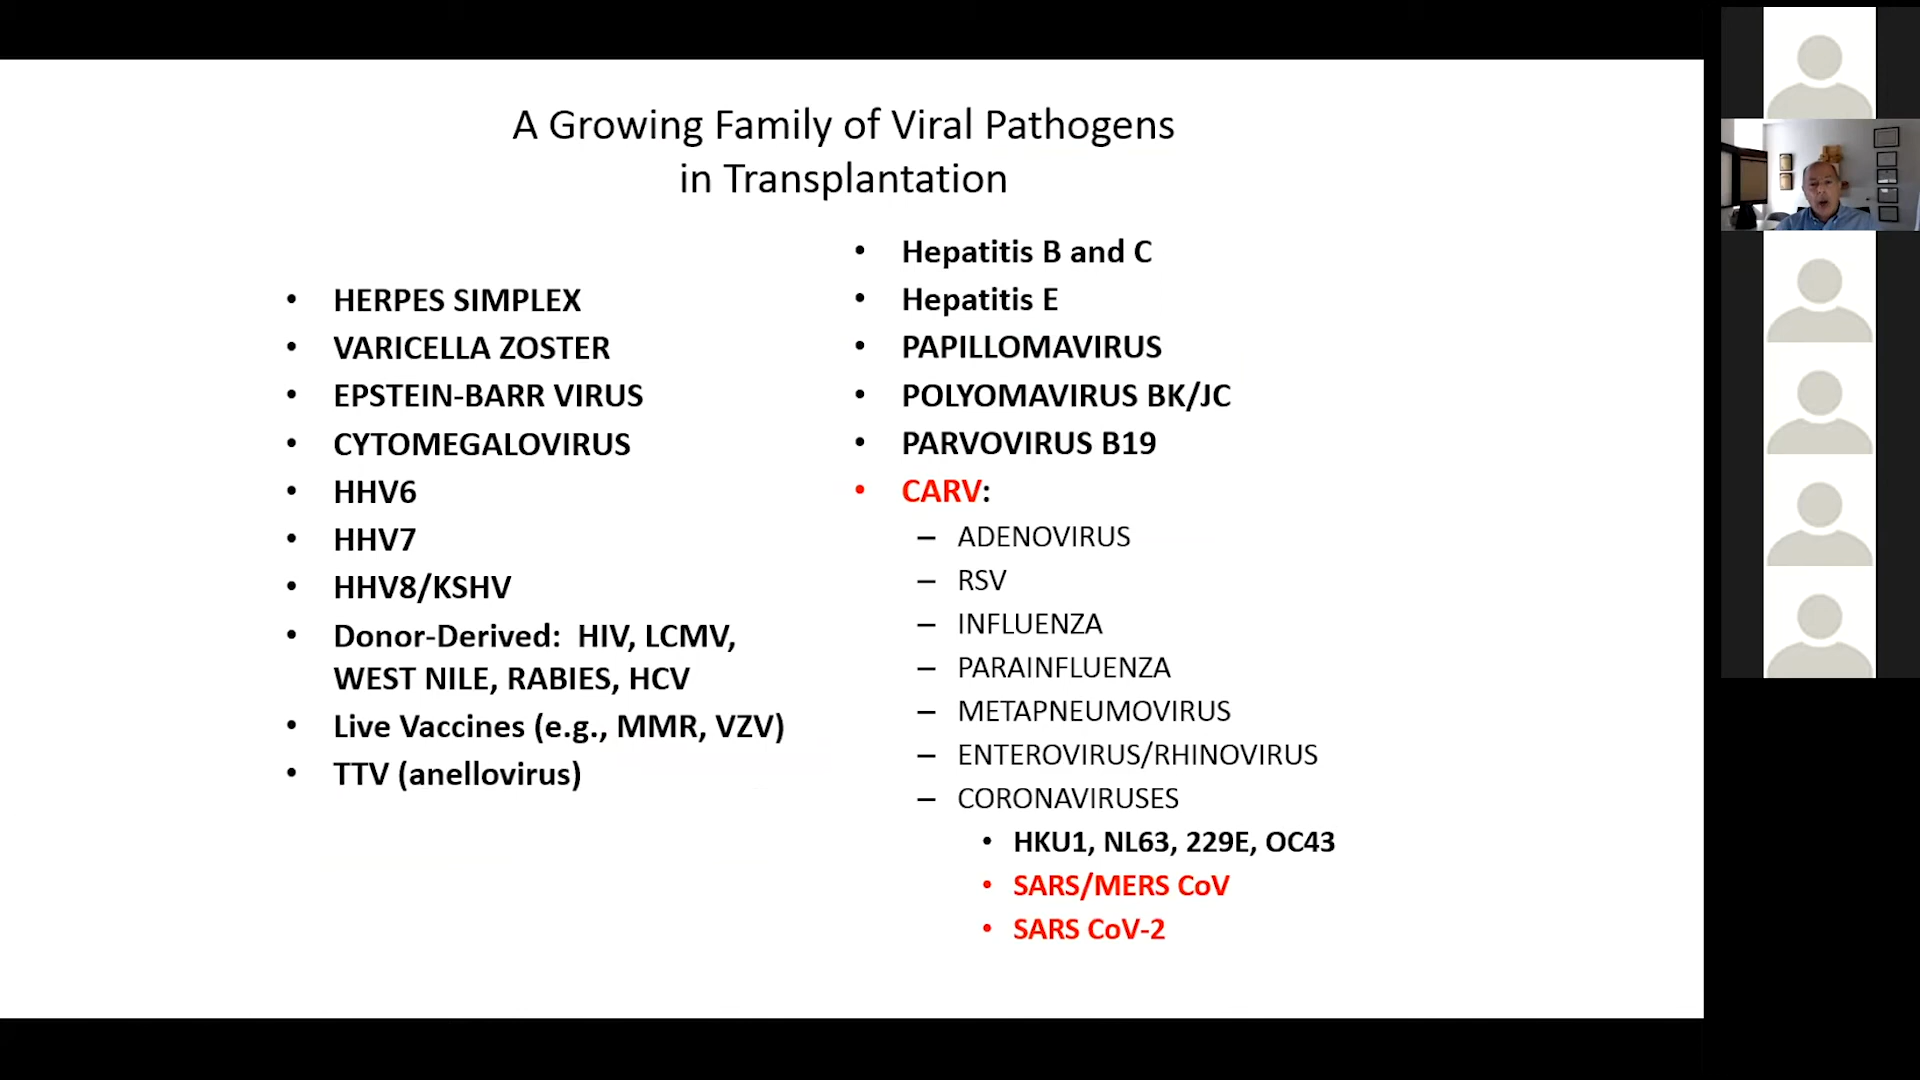 A Growing Family of Viral Pathogens
in Transplantation
• HERPES SIMPLEX
• VARICELLA ZOSTER
• EPSTEIN-BARR VIRUS
• CYTOMEGALOVIRUS
• HHV6
• HHV7
• HHV8/KSHV
• Donor-Derived: HIV, LCMV,
WEST NILE, RABIES, HCV
• Live Vaccines (e.g., MMR, VZV)
• TTV (anellovirus)
• Hepatitis B and C
• Hepatitis E
• PAPILLOMAVIRUS
• POLYOMAVIRUS BK/JC
• PARVOVIRUS B19
• CARV:
– ADENOVIRUS
– RSV
– INFLUENZA
– PARAINFLUENZA
– METAPNEUMOVIRUS
– ENTEROVIRUS/RHINOVIRUS
– CORONAVIRUSES
• HKU1, NL63, 229E, OC43
• SARS/MERS CoV
• SARS CoV-2